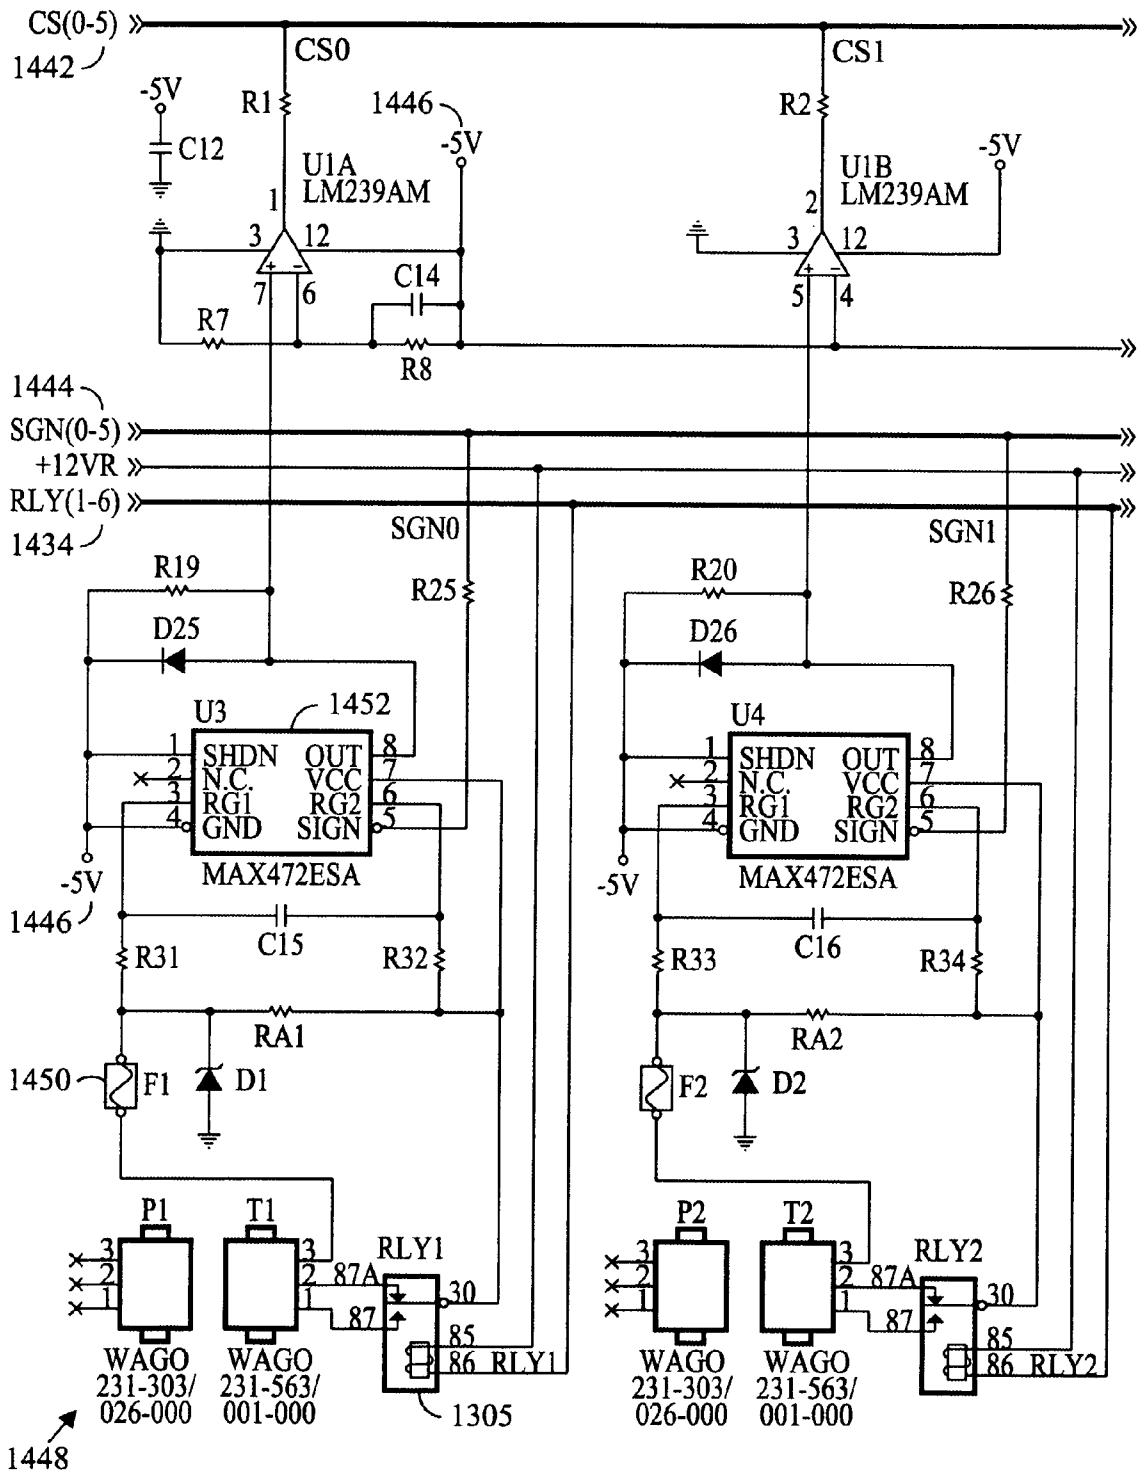 CS(0-5)
CS0
CS1
1442
-5V
R1
1446
-5V
R2
-5V
C12
U1A
LM239AM
U1B
LM239AM
1
2
3
12
3
12
+ −
+ −
7
6
C14
5
4
R7
R8
1444
SGN(0-5)
+12VR
RLY(1-6)
1434
SGN0
SGN1
R19
R25
R20
R26
D25
D26
U3
1452
U4
1 SHDN OUT 8
2 N.C. VCC 7
3 RG1 RG2 6
4 GND SIGN 5
MAX472ESA
1 SHDN OUT 8
2 N.C. VCC 7
3 RG1 RG2 6
4 GND SIGN 5
MAX472ESA
-5V
-5V
1446
C15
C16
R31
R32
R33
R34
RA1
RA2
1450
F1
D1
F2
D2
P1
T1
RLY1
P2
T2
RLY2
3
2
1
3
2
1
87A
87
30
85
86 RLY1
3
2
1
3
2
1
87A
87
30
85
86 RLY2
WAGO
231-303/
026-000
WAGO
231-563/
001-000
1305
WAGO
231-303/
026-000
WAGO
231-563/
001-000
1448